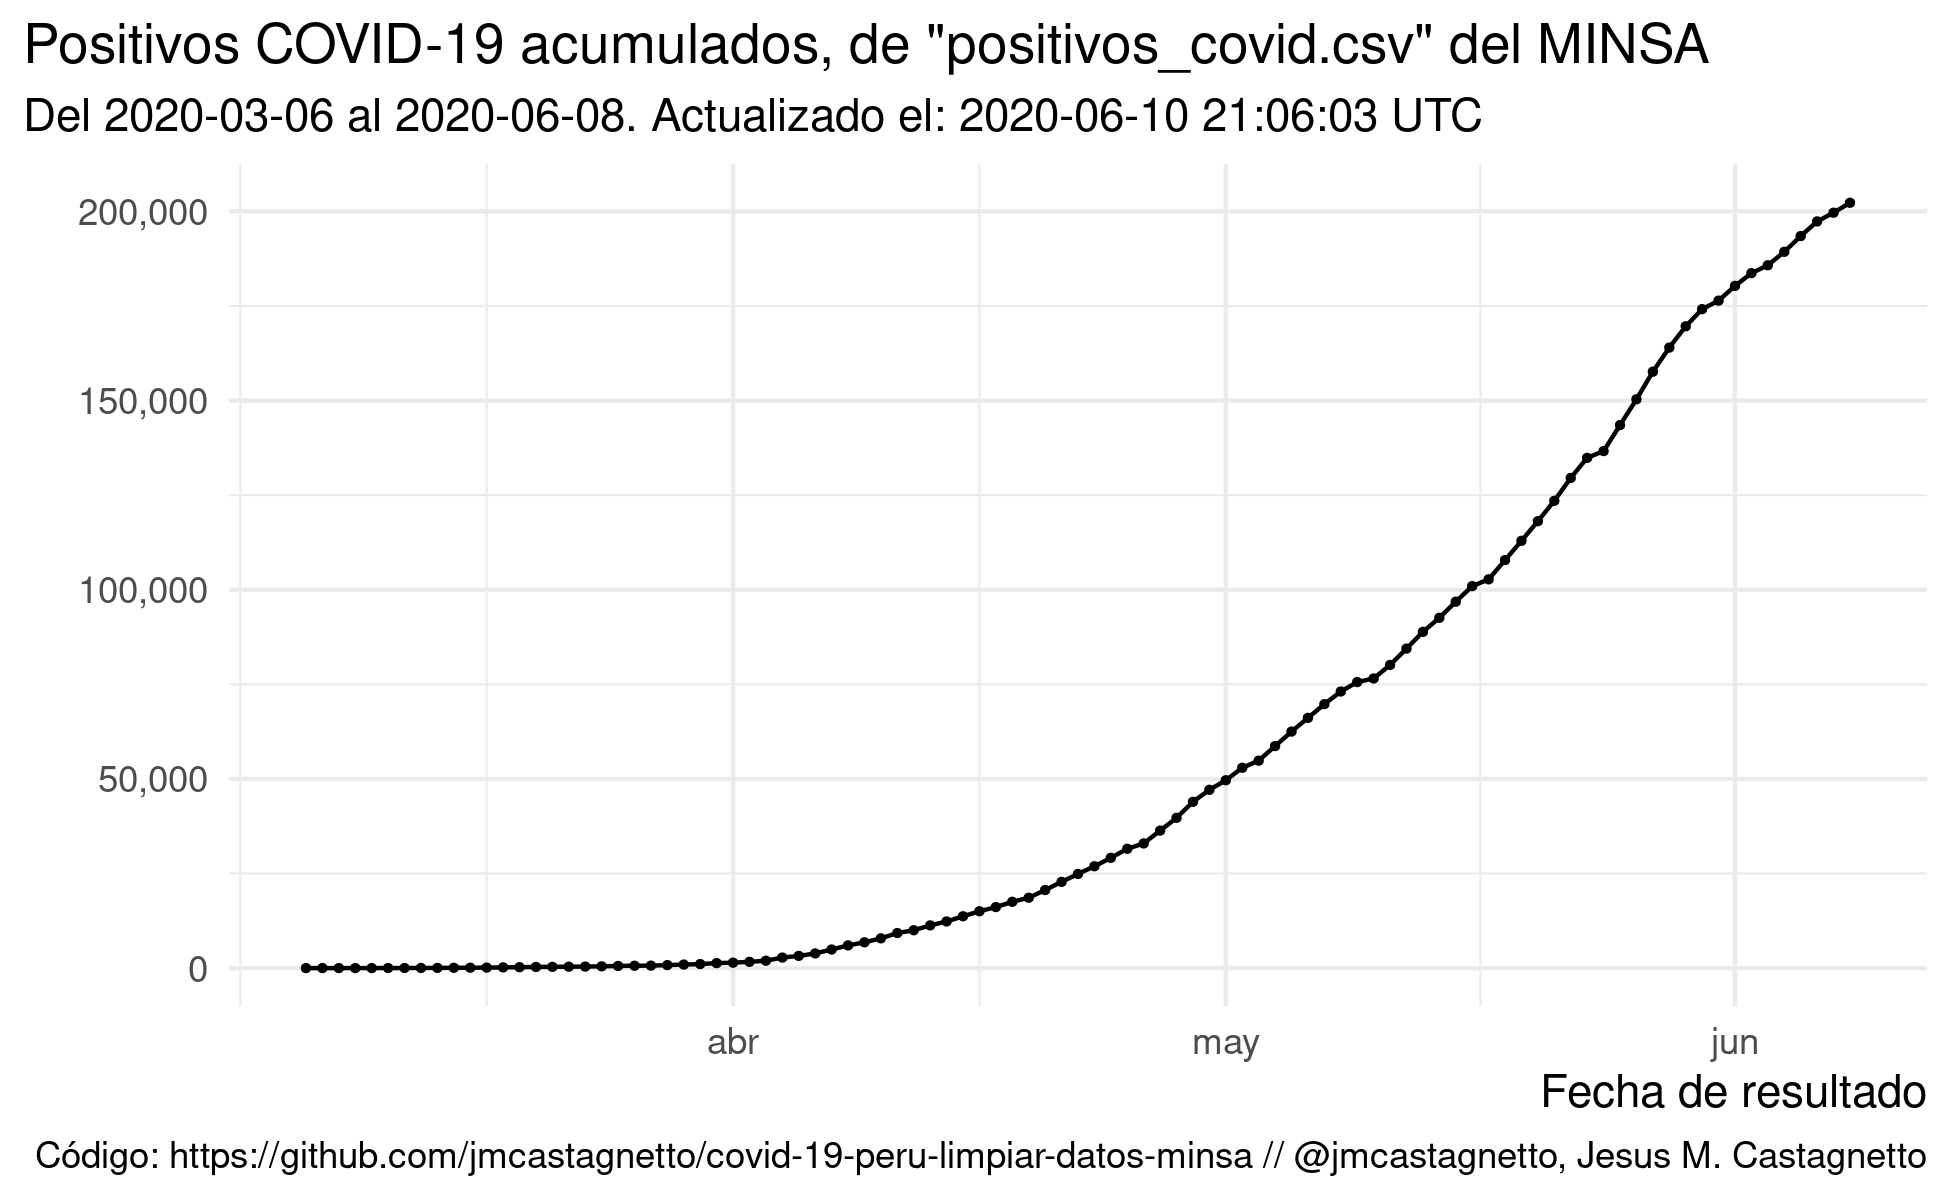 Positivos COVID-19 acumulados, de "positivos_covid.csv" del MINSA
Del 2020-03-06 al 2020-06-08. Actualizado el: 2020-06-10 21:06:03 UTC
200,000
150,000
100,000
50,000
0
abr may jun
Fecha de resultado
Código: https://github.com/jmcastagnetto/covid-19-peru-limpiar-datos-minsa // @jmcastagnetto, Jesus M. Castagnetto